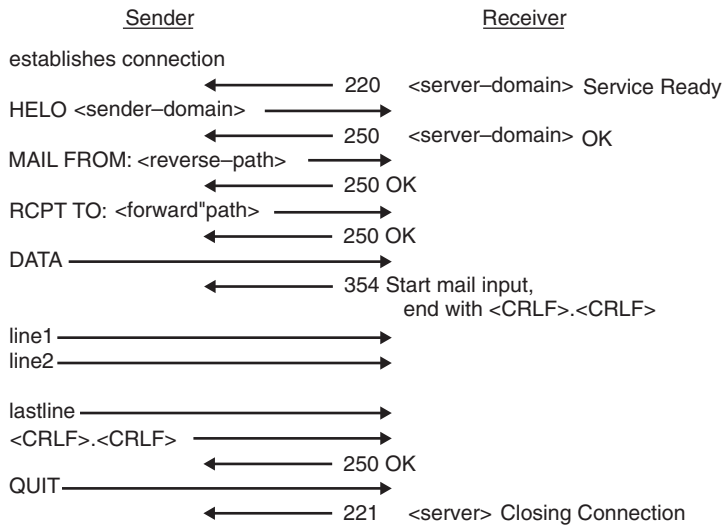 Sender Receiver
establishes connection
220 <server–domain> Service Ready
HELO <sender–domain>
250 <server–domain> OK
MAIL FROM: <reverse–path>
250 OK
RCPT TO: <forward"path>
250 OK
DATA
354 Start mail input,
end with <CRLF>.<CRLF>
line1
line2
lastline
<CRLF>.<CRLF>
250 OK
QUIT
221 <server> Closing Connection